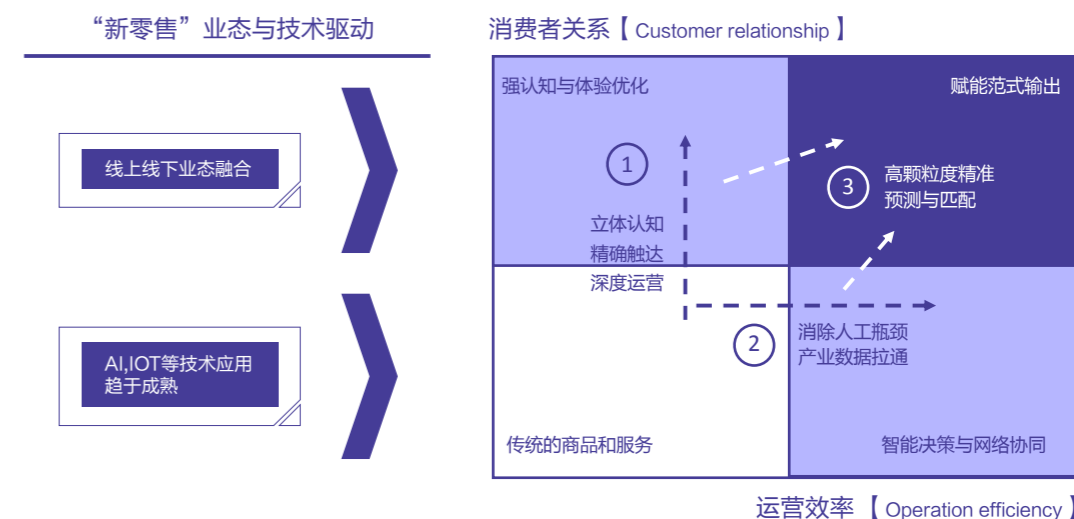 “新零售”业态与技术驱动
线上线下业态融合
AI,IOT等技术应用
趋于成熟
消费者关系【 Customer relationship 】
强认知与体验优化
赋能范式输出
1
立体认知
精确触达
深度运营
3
高颗粒度精准
预测与匹配
2
消除人工瓶颈
产业数据拉通
传统的商品和服务
智能决策与网络协同
运营效率 【 Operation efficiency 】